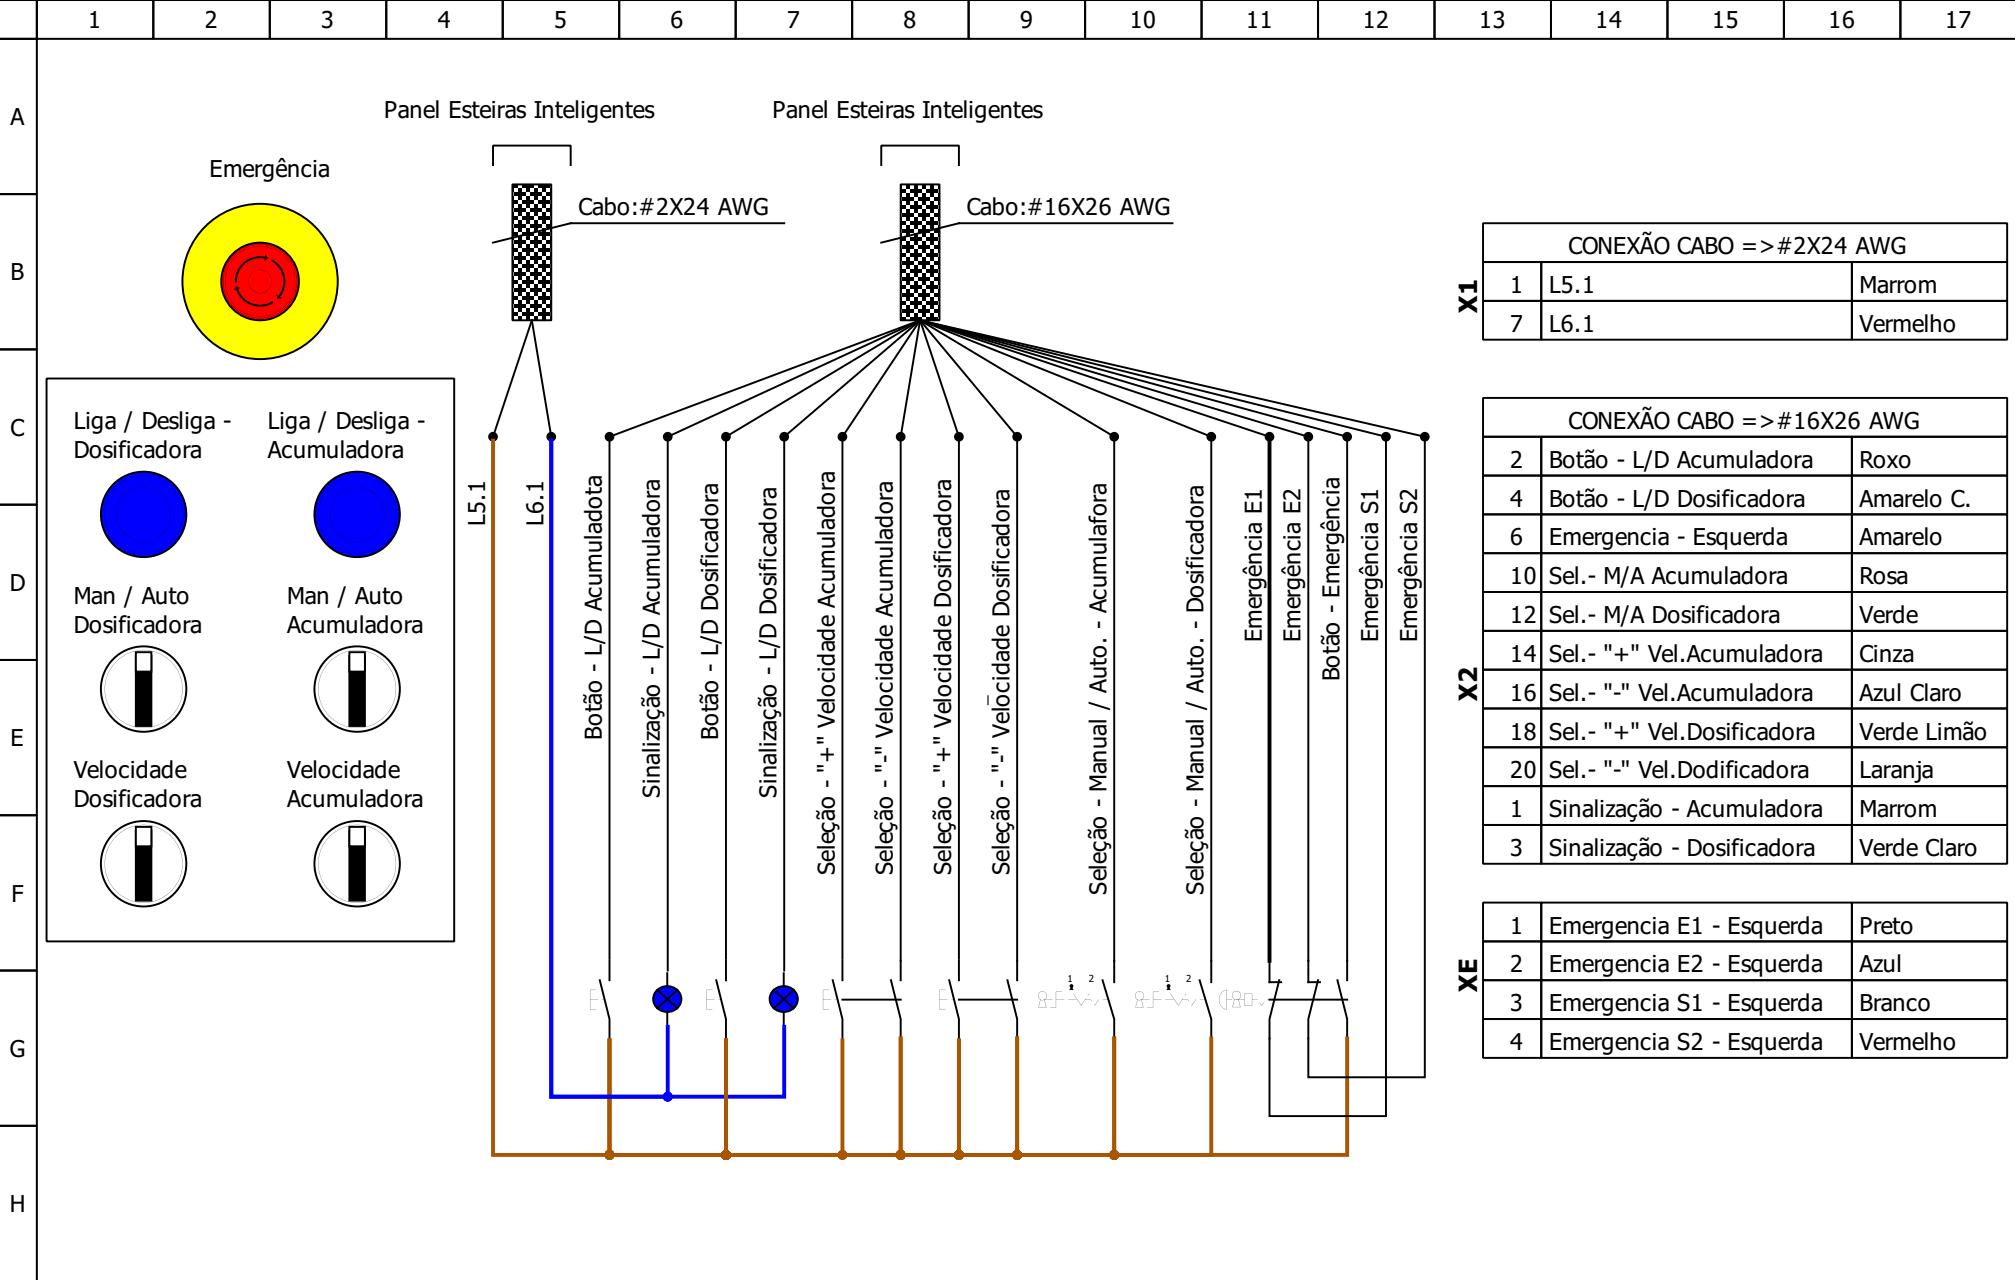 1 2 3 4 5 6 7 8 9 10 11 12 13 14 15 16 17
A
B
C
D
E
F
G
H
Emergência
Panel Esteiras Inteligentes
Cabo:#2X24 AWG
Panel Esteiras Inteligentes
Cabo:#16X26 AWG
Liga / Desliga -
Dosificadora
Liga / Desliga -
Acumuladora
Man / Auto
Dosificadora
Man / Auto
Acumuladora
Velocidade
Dosificadora
Velocidade
Acumuladora
L5.1
L6.1
Botão - L/D Acumuladota
Sinalização - L/D Acumuladora
Botão - L/D Dosificadora
Sinalização - L/D Dosificadora
Seleção - "+" Velocidade Acumuladora
Seleção - "-" Velocidade Acumuladora
Seleção - "+" Velocidade Dosificadora
Seleção - "-" Velocidade Dosificadora
Seleção - Manual / Auto. - Acumulafora
Seleção - Manual / Auto. - Dosificadora
Emergência E1
Emergência E2
Botão - Emergência
Emergência S1
Emergência S2
1 2
1 2
X1
CONEXÃO CABO =>#2X24 AWG
1 L5.1 Marrom
7 L6.1 Vermelho
X2
CONEXÃO CABO =>#16X26 AWG
2 Botão - L/D Acumuladora Roxo
4 Botão - L/D Dosificadora Amarelo C.
6 Emergencia - Esquerda Amarelo
10 Sel.- M/A Acumuladora Rosa
12 Sel.- M/A Dosificadora Verde
14 Sel.- "+" Vel.Acumuladora Cinza
16 Sel.- "-" Vel.Acumuladora Azul Claro
18 Sel.- "+" Vel.Dosificadora Verde Limão
20 Sel.- "-" Vel.Dodificadora Laranja
1 Sinalização - Acumuladora Marrom
3 Sinalização - Dosificadora Verde Claro
XE
1 Emergencia E1 - Esquerda Preto
2 Emergencia E2 - Esquerda Azul
3 Emergencia S1 - Esquerda Branco
4 Emergencia S2 - Esquerda Vermelho